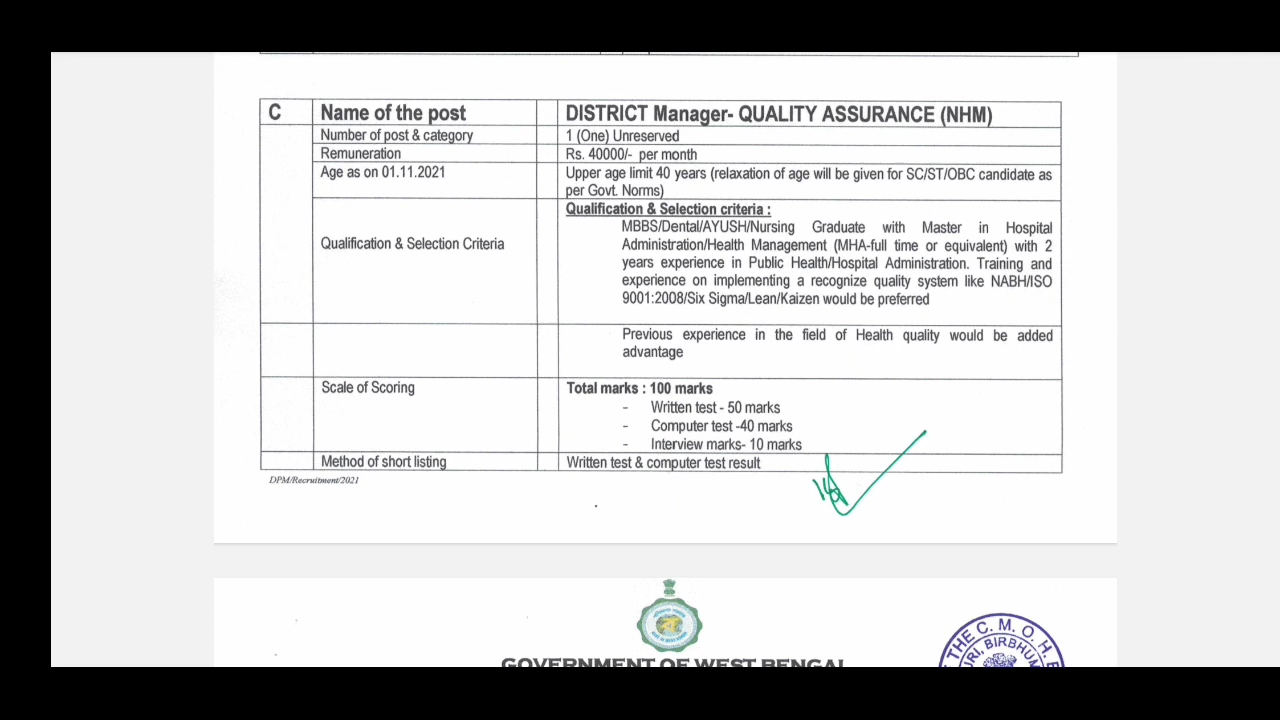 C Name of the post DISTRICT Manager- QUALITY ASSURANCE (NHM)
Number of post & category 1 (One) Unreserved
Remuneration Rs. 40000/- per month
Age as on 01.11.2021 Upper age limit 40 years (relaxation of age will be given for SC/ST/OBC candidate as
per Govt. Norms)
Qualification & Selection Criteria
Qualification & Selection criteria :
MBBS/Dental/AYUSH/Nursing Graduate with Master in Hospital
Administration/Health Management (MHA-full time or equivalent) with 2
years experience in Public Health/Hospital Administration. Training and
experience on implementing a recognize quality system like NABH/ISO
9001:2008/Six Sigma/Lean/Kaizen would be preferred
Previous experience in the field of Health quality would be added
advantage
Scale of Scoring Total marks : 100 marks
- Written test - 50 marks
- Computer test -40 marks
- Interview marks- 10 marks
Method of short listing Written test & computer test result
DPM/Recruitment/2021
GOVERNMENT OF WEST BENGAL
THE C. M. O. H.
BIRBHUM